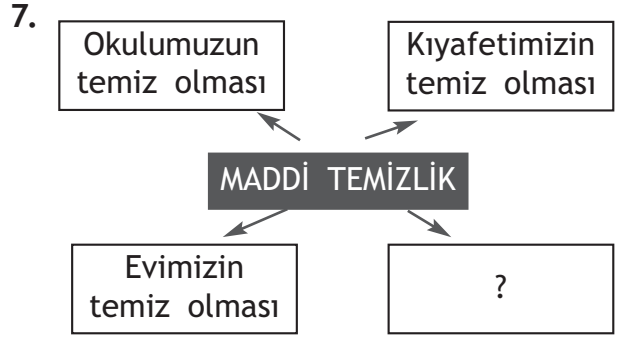 7.
Okulumuzun
temiz olması
Kıyafetimizin
temiz olması
MADDİ TEMİZLİK
Evimizin
temiz olması
?